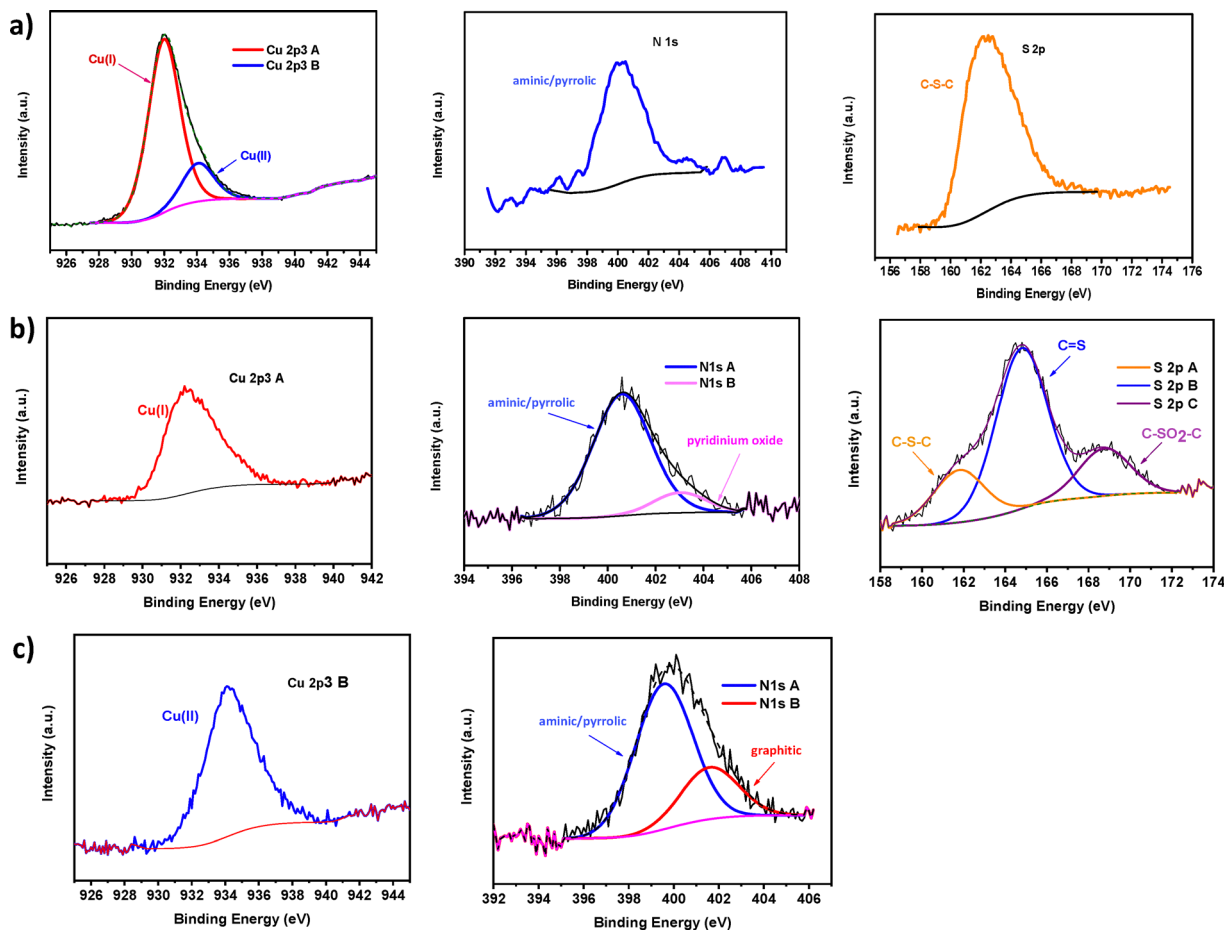 a)
Intensity (a.u.)
Cu(I)
Cu(II)
Cu 2p3 A
Cu 2p3 B
926 928 930 932 934 936 938 940 942 944
Binding Energy (eV)
Intensity (a.u.)
N 1s
aminic/pyrrolic
390 392 394 396 398 400 402 404 406 408 410
Binding Energy (eV)
Intensity (a.u.)
S 2p
C-S-C
156 158 160 162 164 166 168 170 172 174 176
Binding Energy (eV)
b)
Intensity (a.u.)
Cu 2p3 A
Cu(I)
926 928 930 932 934 936 938 940 942
Binding Energy (eV)
Intensity (a.u.)
N1s A
N1s B
aminic/pyrrolic
pyridinium oxide
394 396 398 400 402 404 406 408
Binding Energy (eV)
Intensity (a.u.)
C=S
S 2p A
S 2p B
S 2p C
C-S-C
C-SO2-C
158 160 162 164 166 168 170 172 174
Binding Energy (eV)
c)
Intensity (a.u.)
Cu 2p3 B
Cu(II)
926 928 930 932 934 936 938 940 942 944
Binding Energy (eV)
Intensity (a.u.)
N1s A
N1s B
aminic/pyrrolic
graphitic
392 394 396 398 400 402 404 406
Binding Energy (eV)